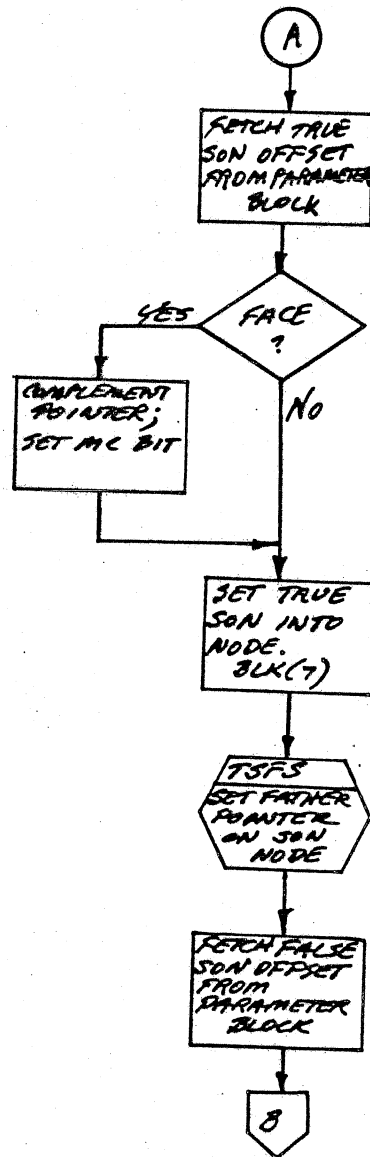 A
FETCH TRUE
SON OFFSET
FROM PARAMETER
BLOCK
FACE
?
YES
NO
COMPLEMENT
POINTER;
SET MC BIT
SET TRUE
SON INTO
NODE.
BLK(7)
TSFS
SET FATHER
POINTER
ON SON
NODE
FETCH FALSE
SON OFFSET
FROM
PARAMETER
BLOCK
B